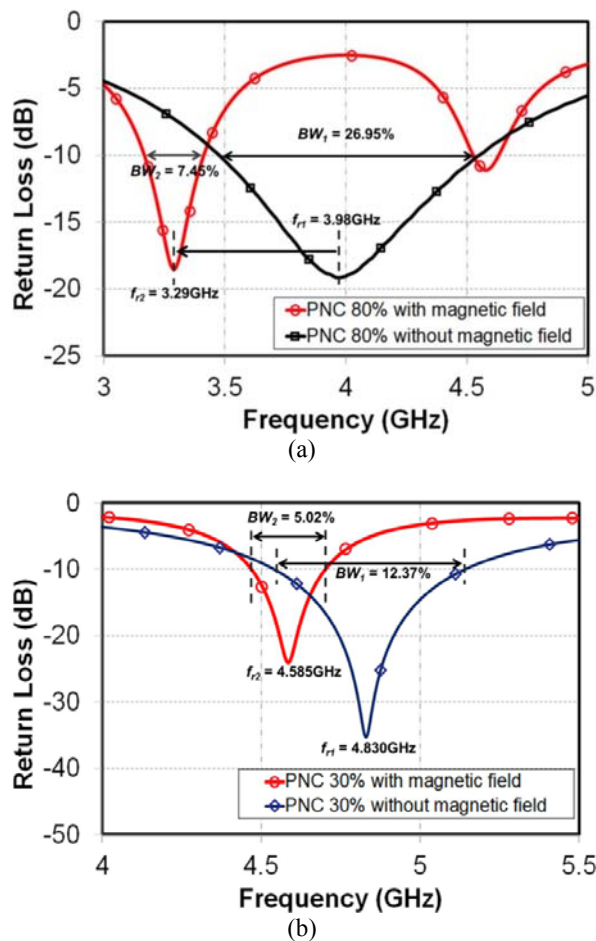 0
-5
-10
-15
-20
-25
Return Loss (dB)
BW1 = 26.95%
BW2 = 7.45%
fr1 = 3.98GHz
fr2 = 3.29GHz
PNC 80% with magnetic field
PNC 80% without magnetic field
3 3.5 4 4.5 5
Frequency (GHz)
(a)
0
-10
-20
-30
-40
-50
Return Loss (dB)
BW2 = 5.02%
BW1 = 12.37%
fr2 = 4.585GHz
fr1 = 4.830GHz
PNC 30% with magnetic field
PNC 30% without magnetic field
4 4.5 5 5.5
Frequency (GHz)
(b)